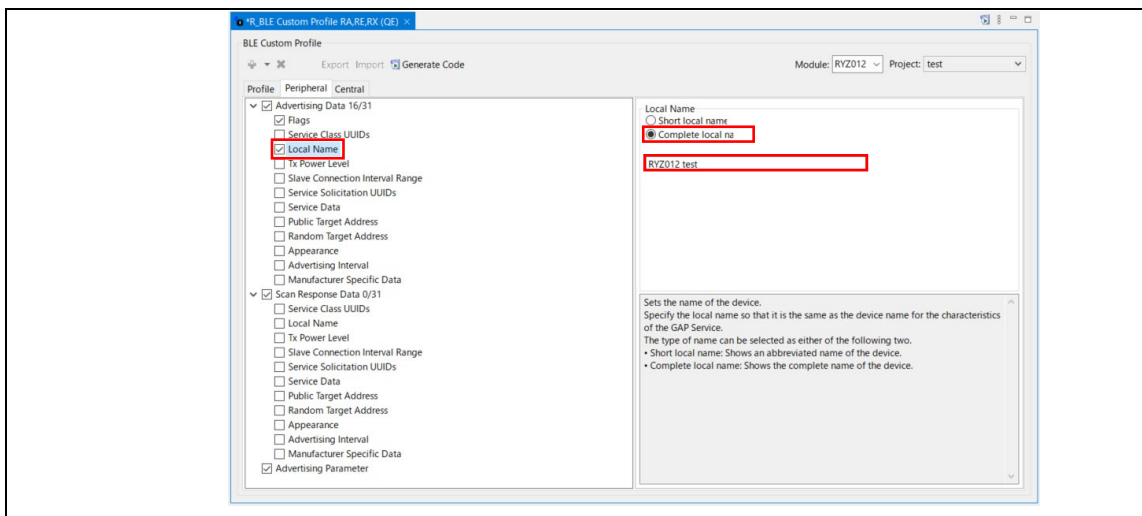 *R_BLE Custom Profile RA,RE,RX (QE)
BLE Custom Profile
Export Import Generate Code
Module: RYZ012 Project: test
Profile Peripheral Central
Advertising Data 16/31
Flags
Service Class UUIDs
Local Name
Tx Power Level
Slave Connection Interval Range
Service Solicitation UUIDs
Service Data
Public Target Address
Random Target Address
Appearance
Advertising Interval
Manufacturer Specific Data
Scan Response Data 0/31
Service Class UUIDs
Local Name
Tx Power Level
Slave Connection Interval Range
Service Solicitation UUIDs
Service Data
Public Target Address
Random Target Address
Appearance
Advertising Interval
Manufacturer Specific Data
Advertising Parameter
Local Name
Short local name
Complete local na
RYZ012 test
Sets the name of the device.
Specify the local name so that it is the same as the device name for the characteristics
of the GAP Service.
The type of name can be selected as either of the following two.
• Short local name: Shows an abbreviated name of the device.
• Complete local name: Shows the complete name of the device.